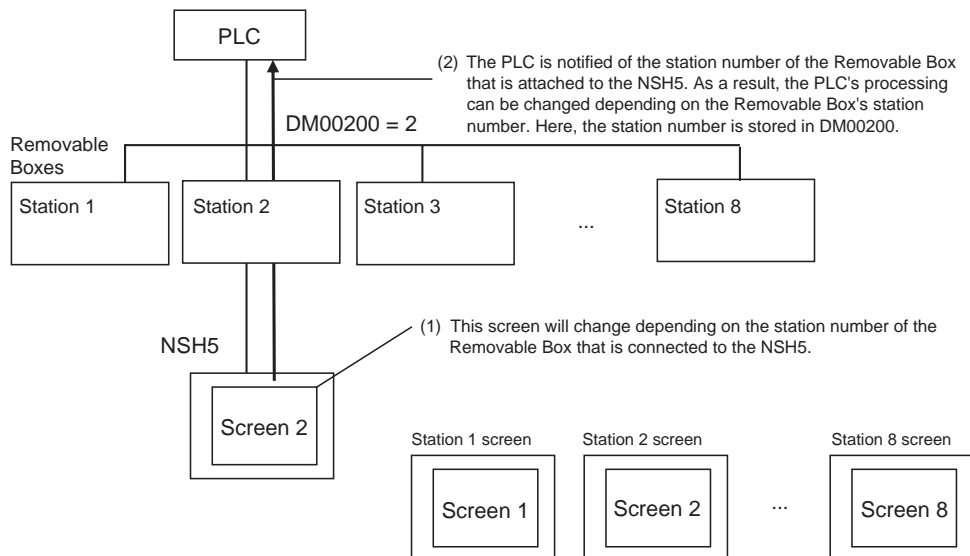 PLC
(2) The PLC is notified of the station number of the Removable Box
that is attached to the NSH5. As a result, the PLC's processing
can be changed depending on the Removable Box's station
number. Here, the station number is stored in DM00200.
DM00200 = 2
Removable
Boxes
Station 1
Station 2
Station 3
...
Station 8
(1) This screen will change depending on the station number of the
Removable Box that is connected to the NSH5.
NSH5
Screen 2
Station 1 screen
Station 2 screen
Station 8 screen
Screen 1
Screen 2
...
Screen 8